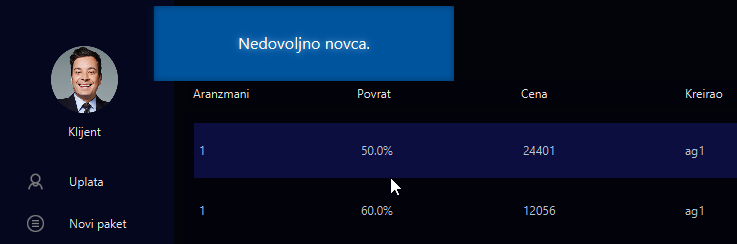 Nedovoljno novca.
Aranzmani Povrat Cena Kreirao
Klijent
1 50.0% 24401 ag1
Uplata
1 60.0% 12056 ag1
Novi paket